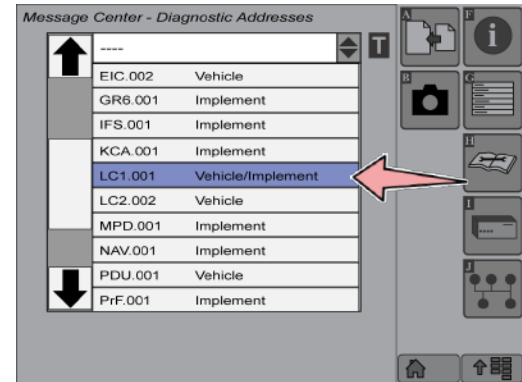 Message Center - Diagnostic Addresses
----
T
EIC.002 Vehicle
GR6.001 Implement
IFS.001 Implement
KCA.001 Implement
LC1.001 Vehicle/Implement
LC2.002 Vehicle
MPD.001 Implement
NAV.001 Implement
PDU.001 Vehicle
PrF.001 Implement
A
F
i
B
G
H
I
J